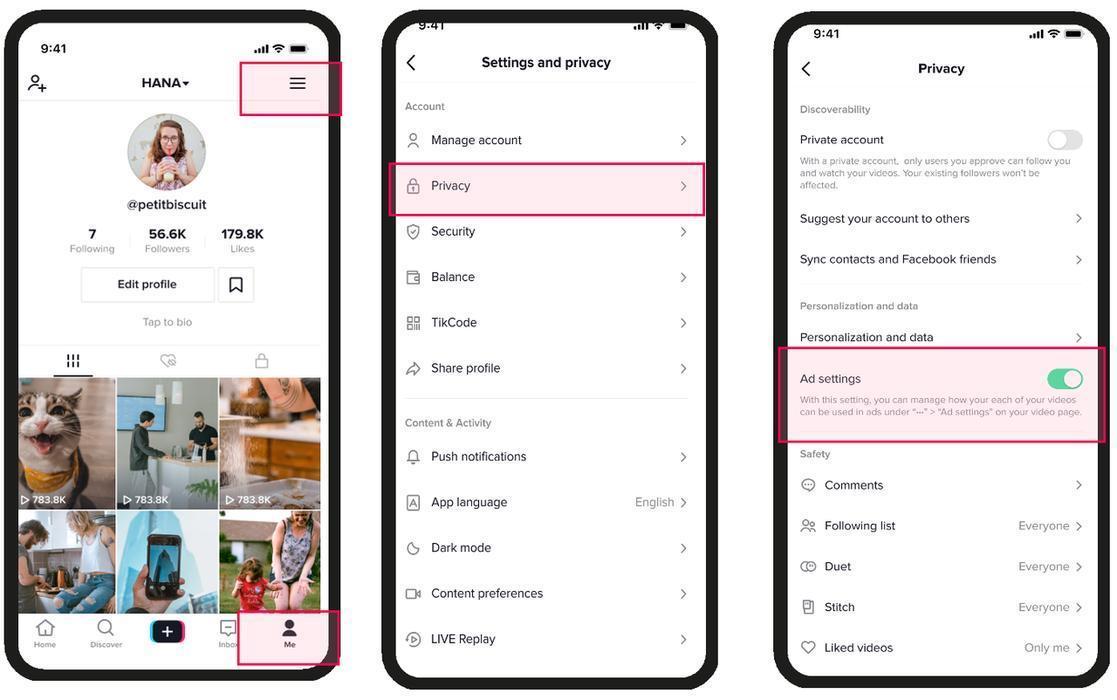 9:41
HANA
@petitbiscuit
7 56.6K 179.8K
Following Followers Likes
Edit profile
Tap to bio
783.8K 783.8K 783.8K
Home Discover Inbox Me
9:41
Settings and privacy
Account
Manage account
Privacy
Security
Balance
TikCode
Share profile
Content & Activity
Push notifications
App language English
Dark mode
Content preferences
LIVE Replay
9:41
Privacy
Discoverability
Private account
With a private account, only users you approve can follow you
and watch your videos. Your existing followers won't be
affected.
Suggest your account to others
Sync contacts and Facebook friends
Personalization and data
Personalization and data
Ad settings
With this setting, you can manage how your each of your videos
can be used in ads under "···" > "Ad settings" on your video page.
Safety
Comments
Following list Everyone
Duet Everyone
Stitch Everyone
Liked videos Only me